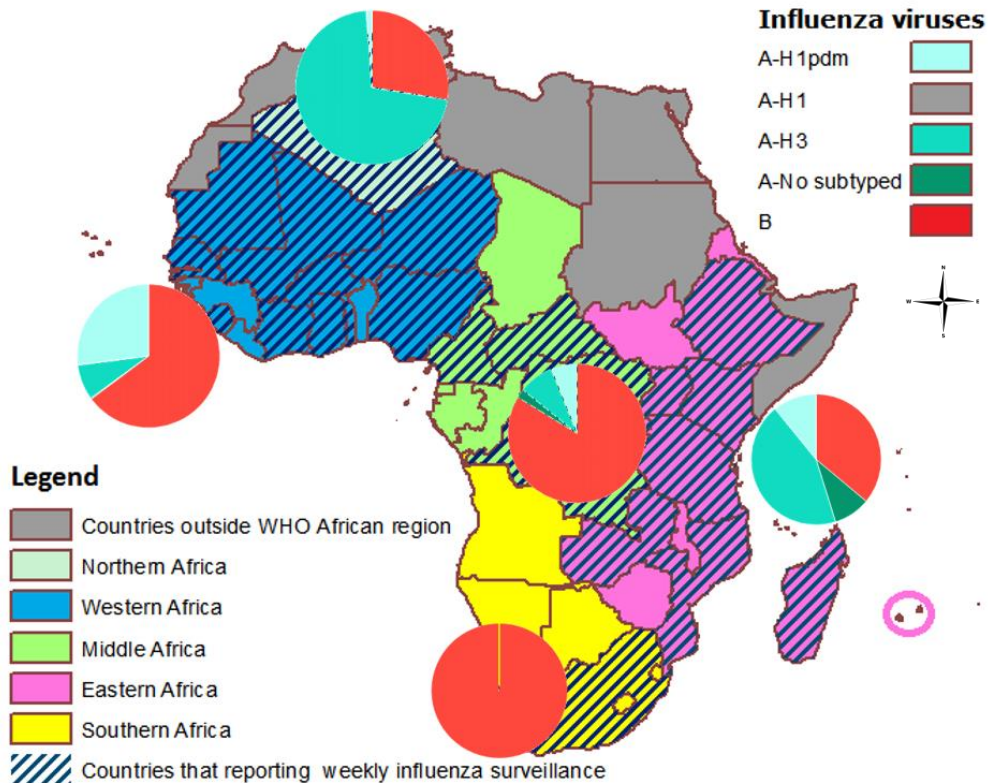 Influenza viruses
A-H1pdm
A-H1
A-H3
A-No subtyped
B
N
W E
S
Legend
Countries outside WHO African region
Northern Africa
Western Africa
Middle Africa
Eastern Africa
Southern Africa
Countries that reporting weekly influenza surveillance